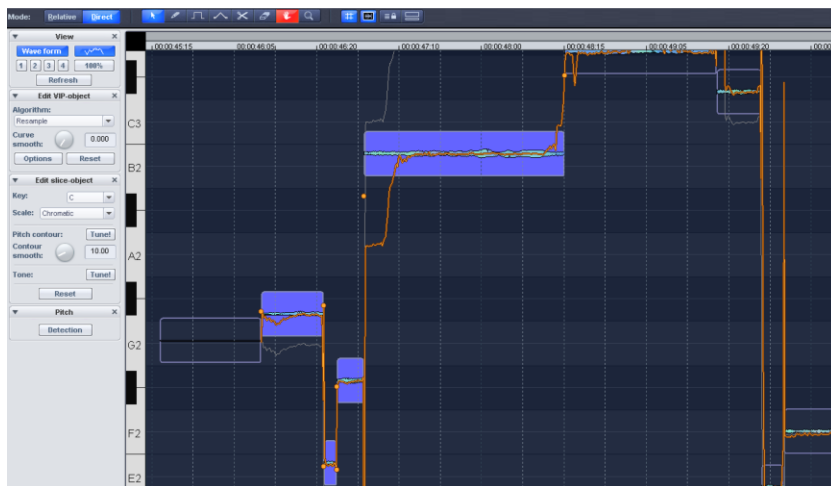 Mode: Relative Direct
View
Wave form
1 2 3 4 100%
Refresh
Edit VIP-object
Algorithm:
Resample
Curve smooth: 0.000
Options Reset
Edit slice-object
Key: C
Scale: Chromatic
Pitch contour: Tune!
Contour smooth: 10.00
Tone: Tune!
Reset
Pitch
Detection
00:00:45:15 00:00:46:05 00:00:46:20 00:00:47:10 00:00:48:00 00:00:48:15 00:00:49:05 00:00:49:20
C3
B2
A2
G2
F2
E2